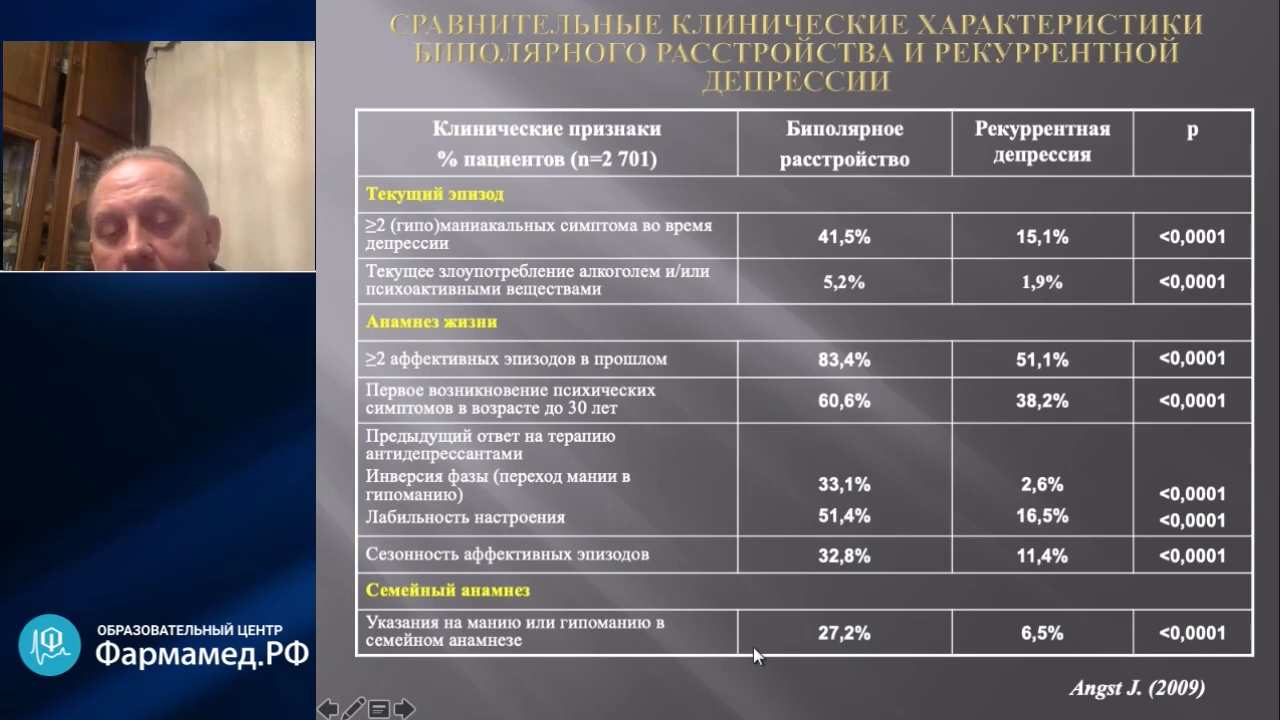 СРАВНИТЕЛЬНЫЕ КЛИНИЧЕСКИЕ ХАРАКТЕРИСТИКИ
БИПОЛЯРНОГО РАССТРОЙСТВА И РЕКУРРЕНТНОЙ
ДЕПРЕССИИ
Клинические признаки
% пациентов (n=2 701)
Биполярное
расстройство
Рекуррентная
депрессия
р
Текущий эпизод
≥2 (гипо)маниакальных симптома во время
депрессии
41,5%
15,1%
<0,0001
Текущее злоупотребление алкоголем и/или
психоактивными веществами
5,2%
1,9%
<0,0001
Анамнез жизни
≥2 аффективных эпизодов в прошлом
83,4%
51,1%
<0,0001
Первое возникновение психических
симптомов в возрасте до 30 лет
60,6%
38,2%
<0,0001
Предыдущий ответ на терапию
антидепрессантами
Инверсия фазы (переход мании в
гипоманию)
33,1%
2,6%
<0,0001
Лабильность настроения
51,4%
16,5%
<0,0001
Сезонность аффективных эпизодов
32,8%
11,4%
<0,0001
Семейный анамнез
Указания на манию или гипоманию в
семейном анамнезе
27,2%
6,5%
<0,0001
Angst J. (2009)
ОБРАЗОВАТЕЛЬНЫЙ ЦЕНТР
Фармамед.РФ